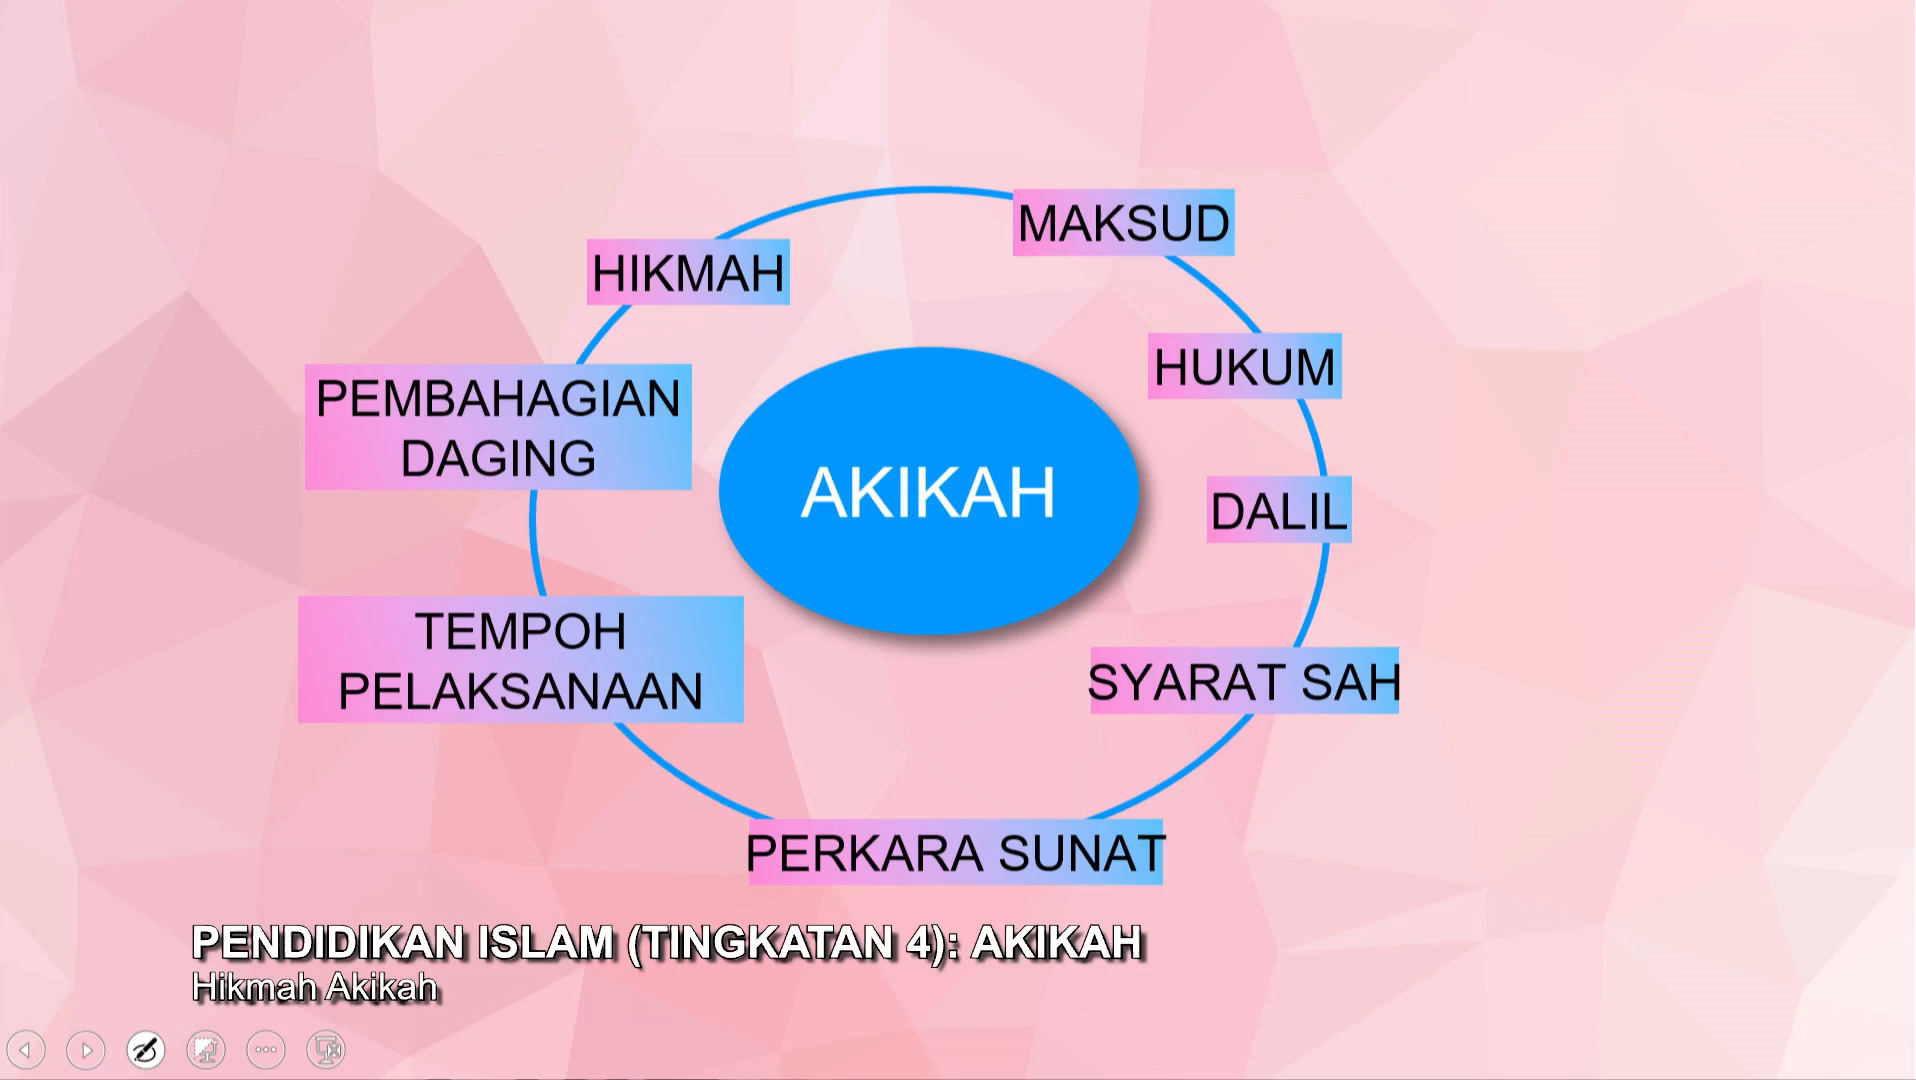 MAKSUD
HIKMAH
HUKUM
PEMBAHAGIAN
DAGING
AKIKAH
DALIL
TEMPOH
PELAKSANAAN
SYARAT SAH
PERKARA SUNAT
PENDIDIKAN ISLAM (TINGKATAN 4): AKIKAH
Hikmah Akikah